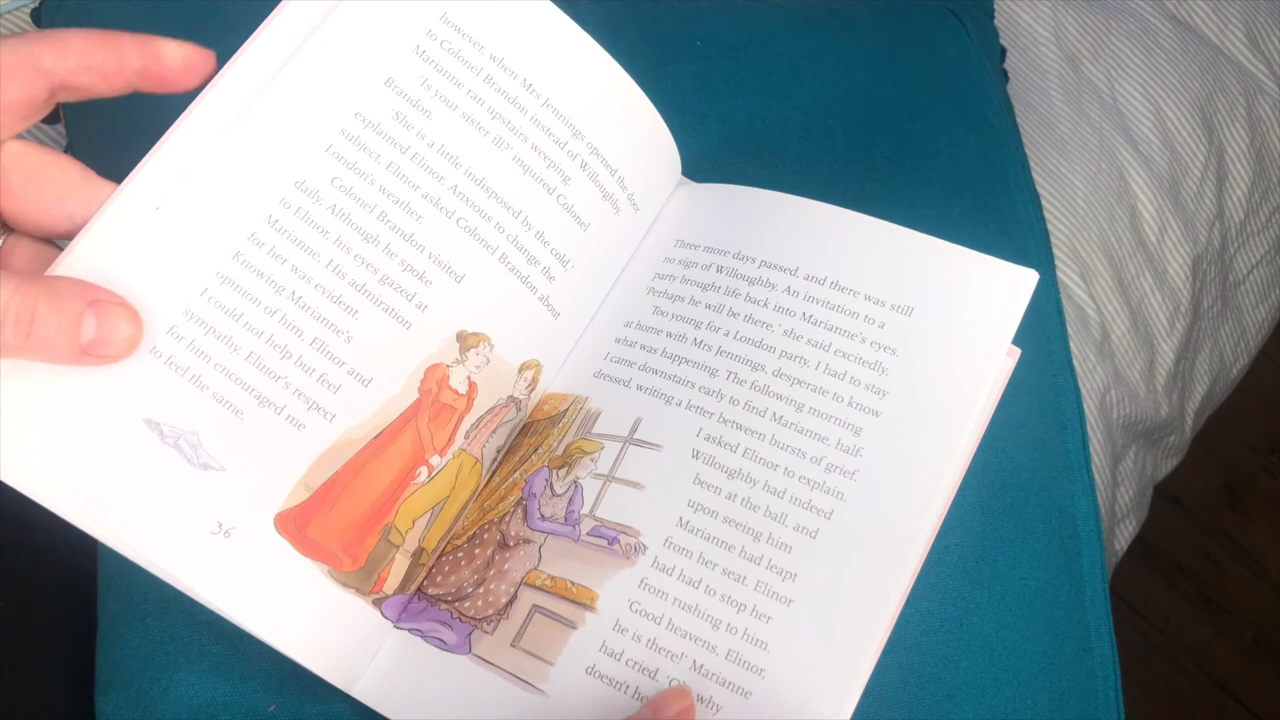 however, when Mrs Jennings opened the door
to Colonel Brandon instead of Willoughby,
Marianne ran upstairs weeping.
'Is your sister ill?' inquired Colonel
Brandon.
'She is a little indisposed by the cold,'
explained Elinor. Anxious to change the
subject, Elinor asked Colonel Brandon about
London's weather.
Colonel Brandon visited
daily. Although he spoke
to Elinor, his eyes gazed at
Marianne. His admiration
for her was evident.
Knowing Marianne's
opinion of him, Elinor and
I could not help but feel
sympathy. Elinor's respect
for him encouraged me
to feel the same.
36
Three more days passed, and there was still
no sign of Willoughby. An invitation to a
party brought life back into Marianne's eyes.
'Perhaps he will be there,' she said excitedly.
Too young for a London party, I had to stay
at home with Mrs Jennings, desperate to know
what was happening. The following morning
I came downstairs early to find Marianne, half-
dressed, writing a letter between bursts of grief.
I asked Elinor to explain.
Willoughby had indeed
been at the ball, and
upon seeing him
Marianne had leapt
from her seat. Elinor
had had to stop her
from rushing to him.
'Good heavens, Elinor,
he is there!' Marianne
had cried. why
doesn't